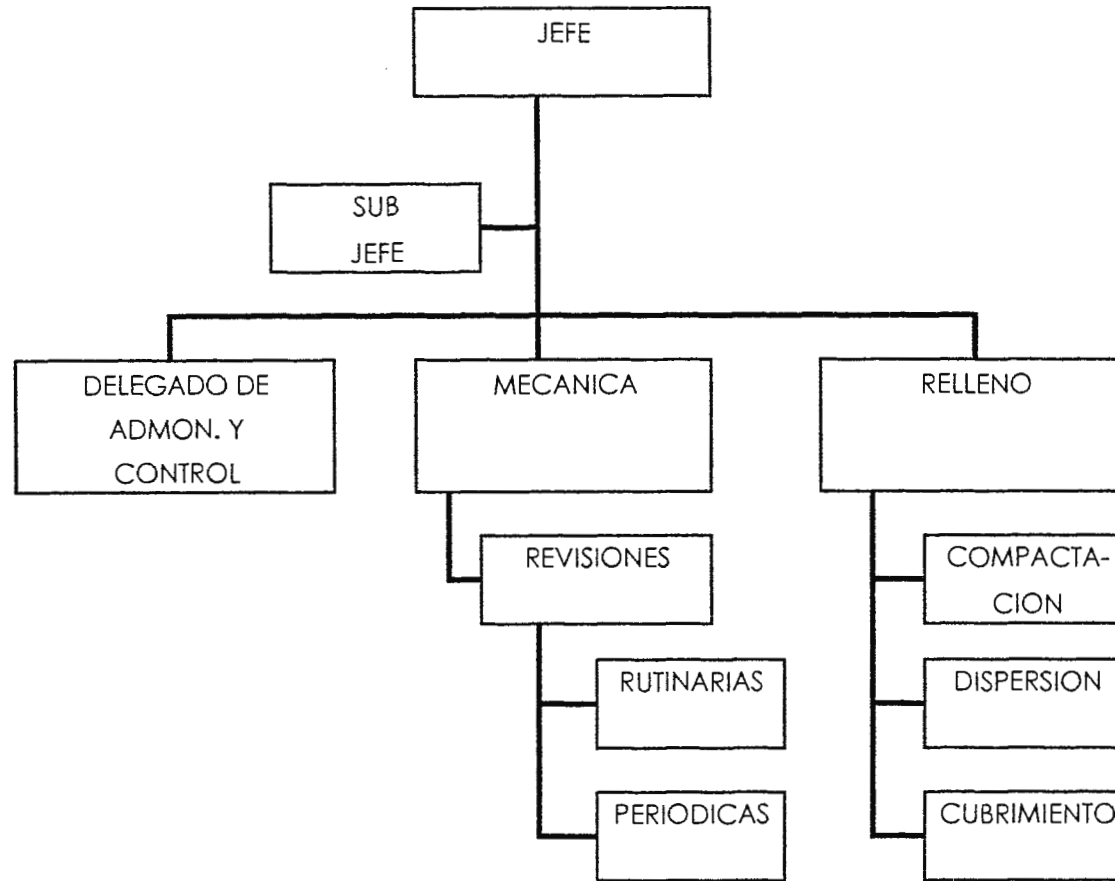 JEFE
SUB
JEFE
DELEGADO DE
ADMON. Y
CONTROL
MECANICA
RELLENO
REVISIONES
COMPACTA-
CION
RUTINARIAS
DISPERSION
PERIODICAS
CUBRIMIENTO